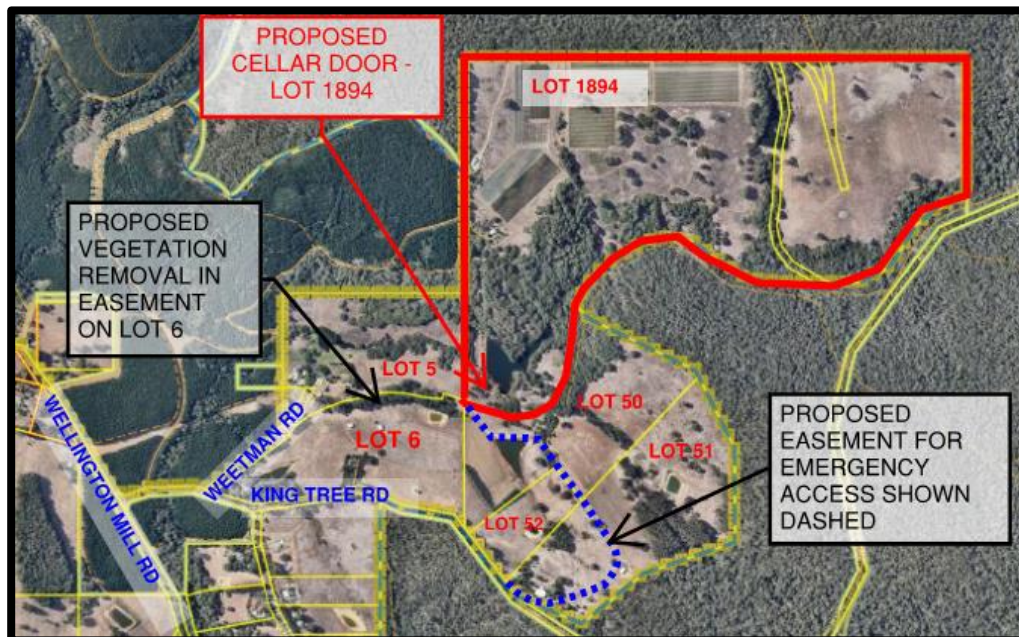 PROPOSED
CELLAR DOOR -
LOT 1894
LOT 1894
PROPOSED
VEGETATION
REMOVAL IN
EASEMENT
ON LOT 6
LOT 5
LOT 50
LOT 6
LOT 51
WEETMAN RD
KING TREE RD
LOT 52
WELLINGTON MILL RD
PROPOSED
EASEMENT FOR
EMERGENCY
ACCESS SHOWN
DASHED